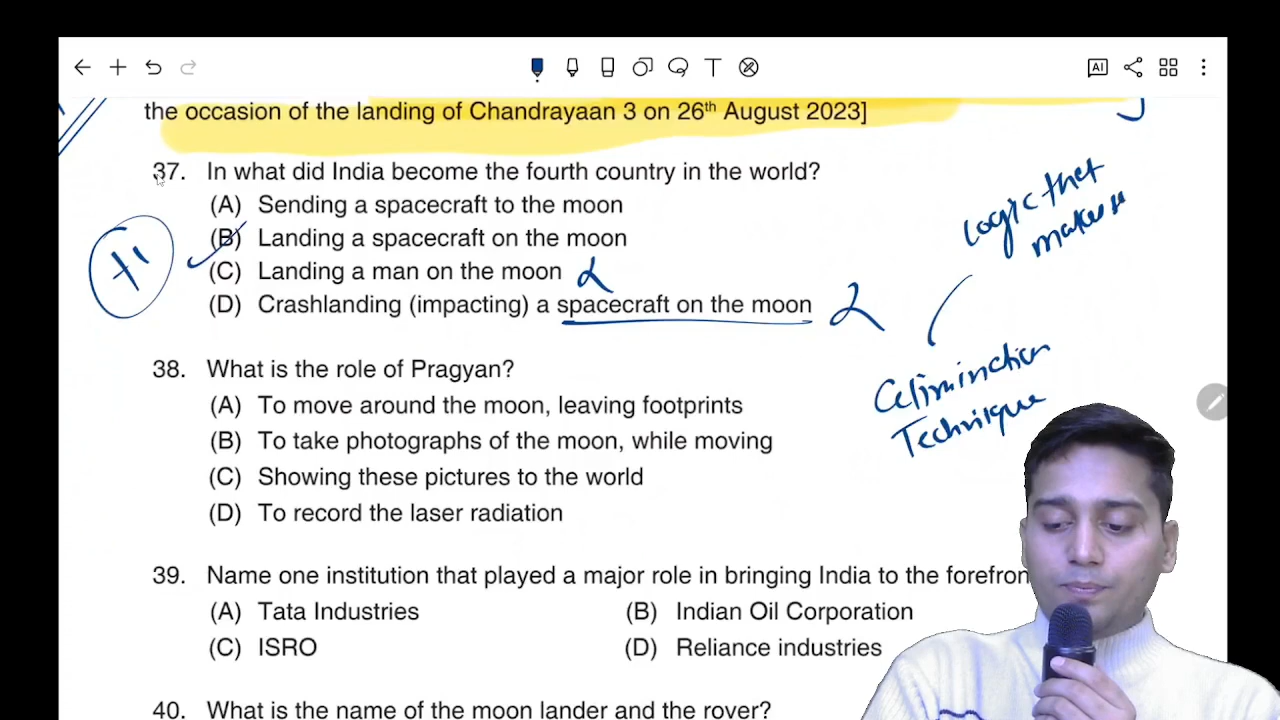 AI
the occasion of the landing of Chandrayaan 3 on 26th August 2023]
37. In what did India become the fourth country in the world?
(A) Sending a spacecraft to the moon
(B) Landing a spacecraft on the moon
(C) Landing a man on the moon
(D) Crashlanding (impacting) a spacecraft on the moon
+1
Logic that
makes
Celiminction
Technique
38. What is the role of Pragyan?
(A) To move around the moon, leaving footprints
(B) To take photographs of the moon, while moving
(C) Showing these pictures to the world
(D) To record the laser radiation
39. Name one institution that played a major role in bringing India to the
(A) Tata Industries (B) Indian Oil Corporation
(C) ISRO (D) Reliance industries
40. What is the name of the moon lander and the rover?